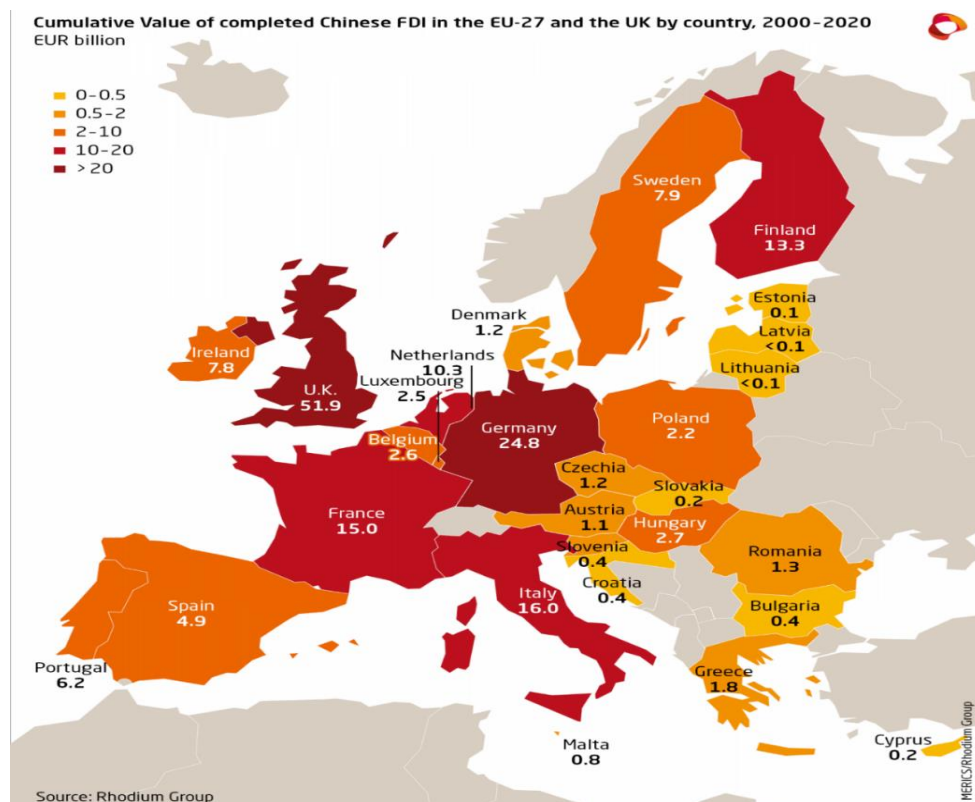 Cumulative Value of completed Chinese FDI in the EU-27 and the UK by country, 2000-2020
EUR billion
0-0.5
0.5-2
2-10
10-20
>20
Sweden
7.9
Finland
13.3
Estonia
0.1
Latvia
<0.1
Lithuania
<0.1
Denmark
1.2
Netherlands
10.3
Luxembourg
2.5
Ireland
7.8
U.K.
51.9
Belgium
2.6
Germany
24.8
Poland
2.2
Czechia
1.2
Slovakia
0.2
Austria
1.1
Hungary
2.7
France
15.0
Slovenia
0.4
Croatia
0.4
Romania
1.3
Italy
16.0
Bulgaria
0.4
Spain
4.9
Portugal
6.2
Greece
1.8
Malta
0.8
Cyprus
0.2
Source: Rhodium Group
MERICS/Rhodium Group